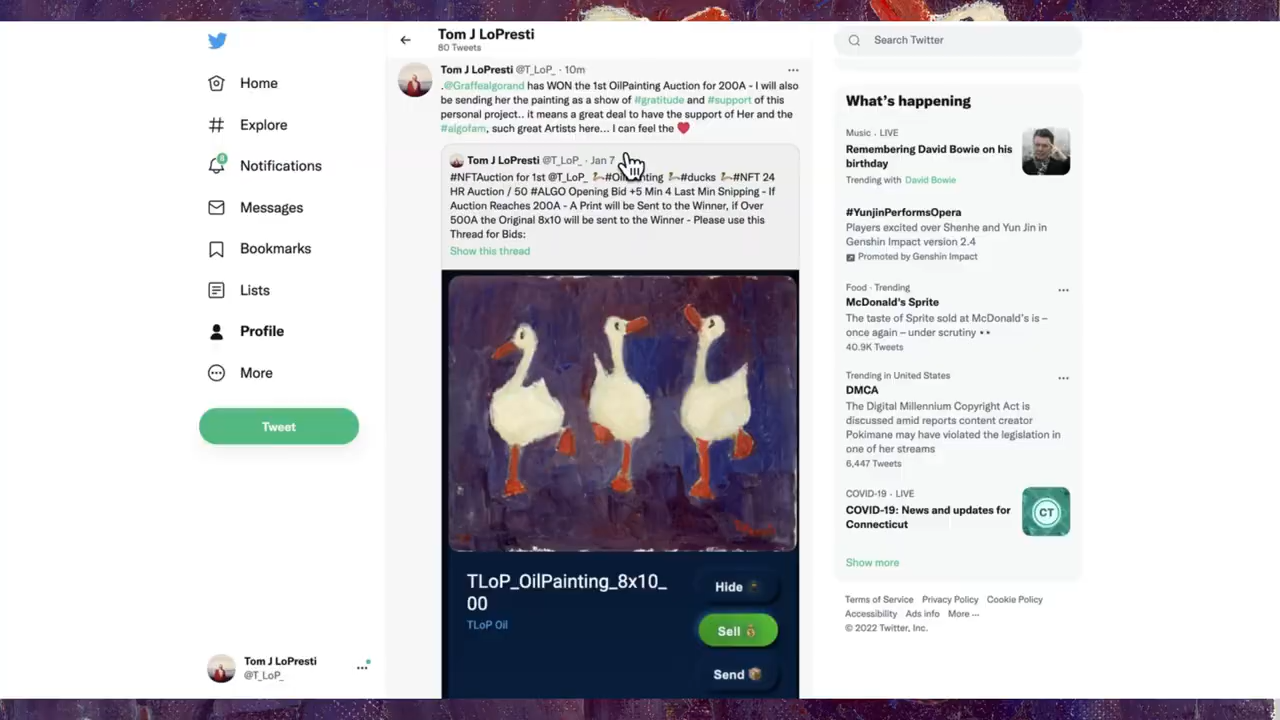 Home
Explore
8
Notifications
Messages
Bookmarks
Lists
Profile
More
Tweet
Tom J LoPresti
@T_LoP_
Tom J LoPresti
80 Tweets
Tom J LoPresti @T_LoP_ · 10m
.@Graffealgorand has WON the 1st OilPainting Auction for 200A - I will also
be sending her the painting as a show of #gratitude and #support of this
personal project.. it means a great deal to have the support of Her and the
#algofam, such great Artists here... I can feel the ❤️
Tom J LoPresti @T_LoP_ · Jan 7
#NFTAuction for 1st @T_LoP_ 🦆#OilPainting 🦆#ducks 🦆#NFT 24
HR Auction / 50 #ALGO Opening Bid +5 Min 4 Last Min Snipping - If
Auction Reaches 200A - A Print will be Sent to the Winner, if Over
500A the Original 8x10 will be sent to the Winner - Please use this
Thread for Bids:
Show this thread
TLoP_OilPainting_8x10_
00
TLoP Oil
Hide
Sell 💰
Send 📦
Search Twitter
What's happening
Music · LIVE
Remembering David Bowie on his
birthday
Trending with David Bowie
#YunjinPerformsOpera
Players excited over Shenhe and Yun Jin in
Genshin Impact version 2.4
Promoted by Genshin Impact
Food · Trending
McDonald's Sprite
The taste of Sprite sold at McDonald's is –
once again – under scrutiny 👀
40.9K Tweets
Trending in United States
DMCA
The Digital Millennium Copyright Act is
discussed amid reports content creator
Pokimane may have violated the legislation in
one of her streams
6,447 Tweets
COVID-19 · LIVE
COVID-19: News and updates for
Connecticut
CT
Show more
Terms of Service Privacy Policy Cookie Policy
Accessibility Ads info More ···
© 2022 Twitter, Inc.